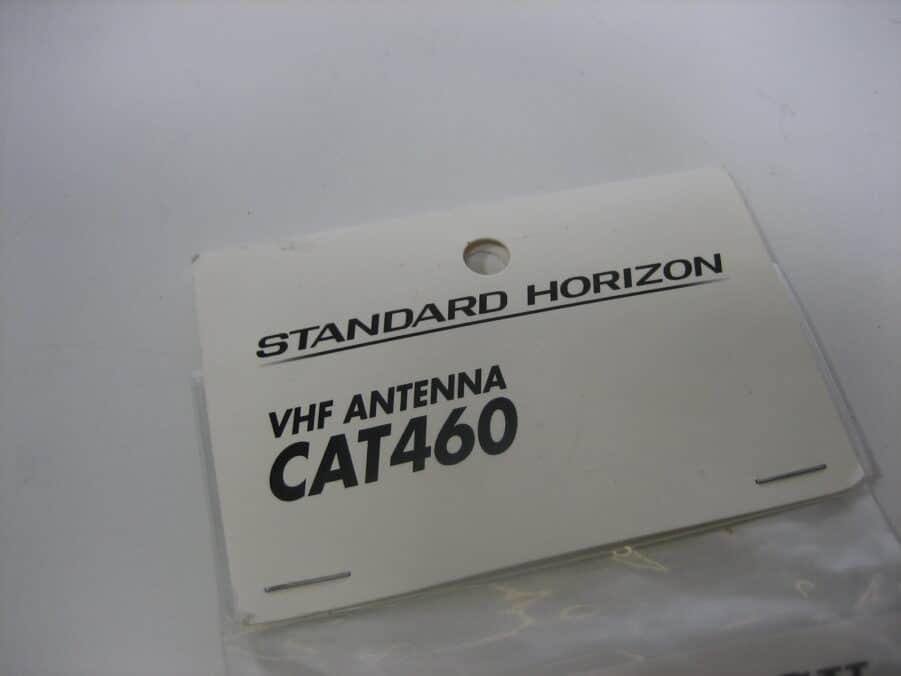 STANDARD HORIZON
VHF ANTENNA
CAT460